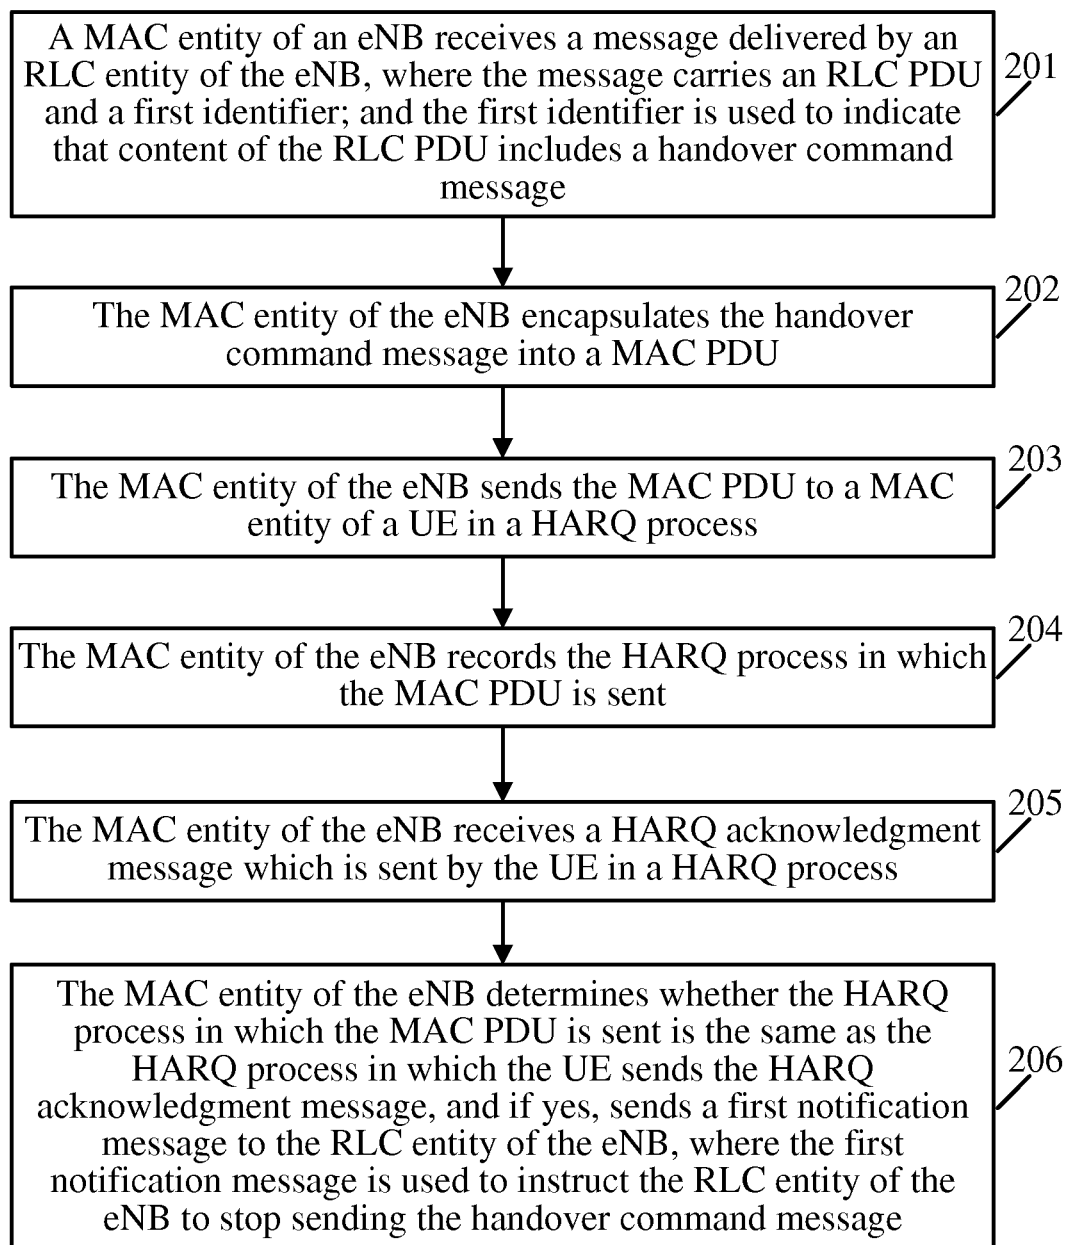 A MAC entity of an eNB receives a message delivered by an
RLC entity of the eNB, where the message carries an RLC PDU
and a first identifier; and the first identifier is used to indicate
that content of the RLC PDU includes a handover command
message
201
The MAC entity of the eNB encapsulates the handover
command message into a MAC PDU
202
The MAC entity of the eNB sends the MAC PDU to a MAC
entity of a UE in a HARQ process
203
The MAC entity of the eNB records the HARQ process in which
the MAC PDU is sent
204
The MAC entity of the eNB receives a HARQ acknowledgment
message which is sent by the UE in a HARQ process
205
The MAC entity of the eNB determines whether the HARQ
process in which the MAC PDU is sent is the same as the
HARQ process in which the UE sends the HARQ
acknowledgment message, and if yes, sends a first notification
message to the RLC entity of the eNB, where the first
notification message is used to instruct the RLC entity of the
eNB to stop sending the handover command message
206